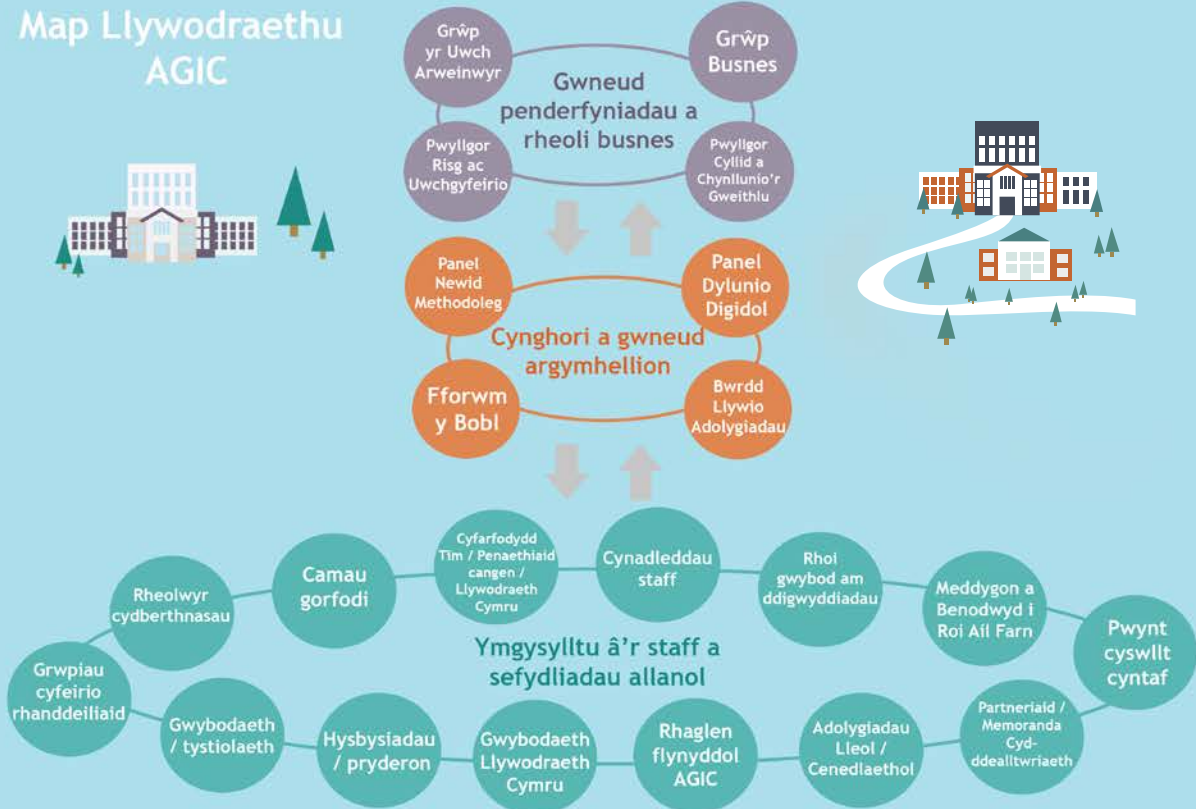 Map Llywodraethu
AGIC
Grŵp
yr Uwch
Arweinwyr
Grŵp
Busnes
Gwneud
penderfyniadau a
rheoli busnes
Pwyllgor
Risg ac
Uwchgyfeirio
Pwyllgor
Cyllid a
Chynllunio'r
Gweithlu
Panel
Newid
Methodoleg
Panel
Dylunio
Digidol
Cynghori a gwneud
argymhellion
Fforwm
y Bobl
Bwrdd
Llywio
Adolygiadau
Rheolwyr
cydberthnasau
Camau
gorfodi
Cyfarfodydd
Tîm / Penaethiaid
cangen /
Llywodraeth
Cymru
Cynadleddau
staff
Rhoi
gwybod am
ddigwyddiadau
Meddygon a
Benodwyd i
Roi Ail Farn
Pwynt
cyswllt
cyntaf
Ymgysylltu â'r staff a
sefydliadau allanol
Grwpiau
cyfeirio
rhanddeiliaid
Gwybodaeth
/ tystiolaeth
Hysbysiadau
/ pryderon
Gwybodaeth
Llywodraeth
Cymru
Rhaglen
flynyddol
AGIC
Adolygiadau
Lleol /
Cenedlaethol
Partneriaid /
Memoranda
Cyd-
ddealltwriaeth